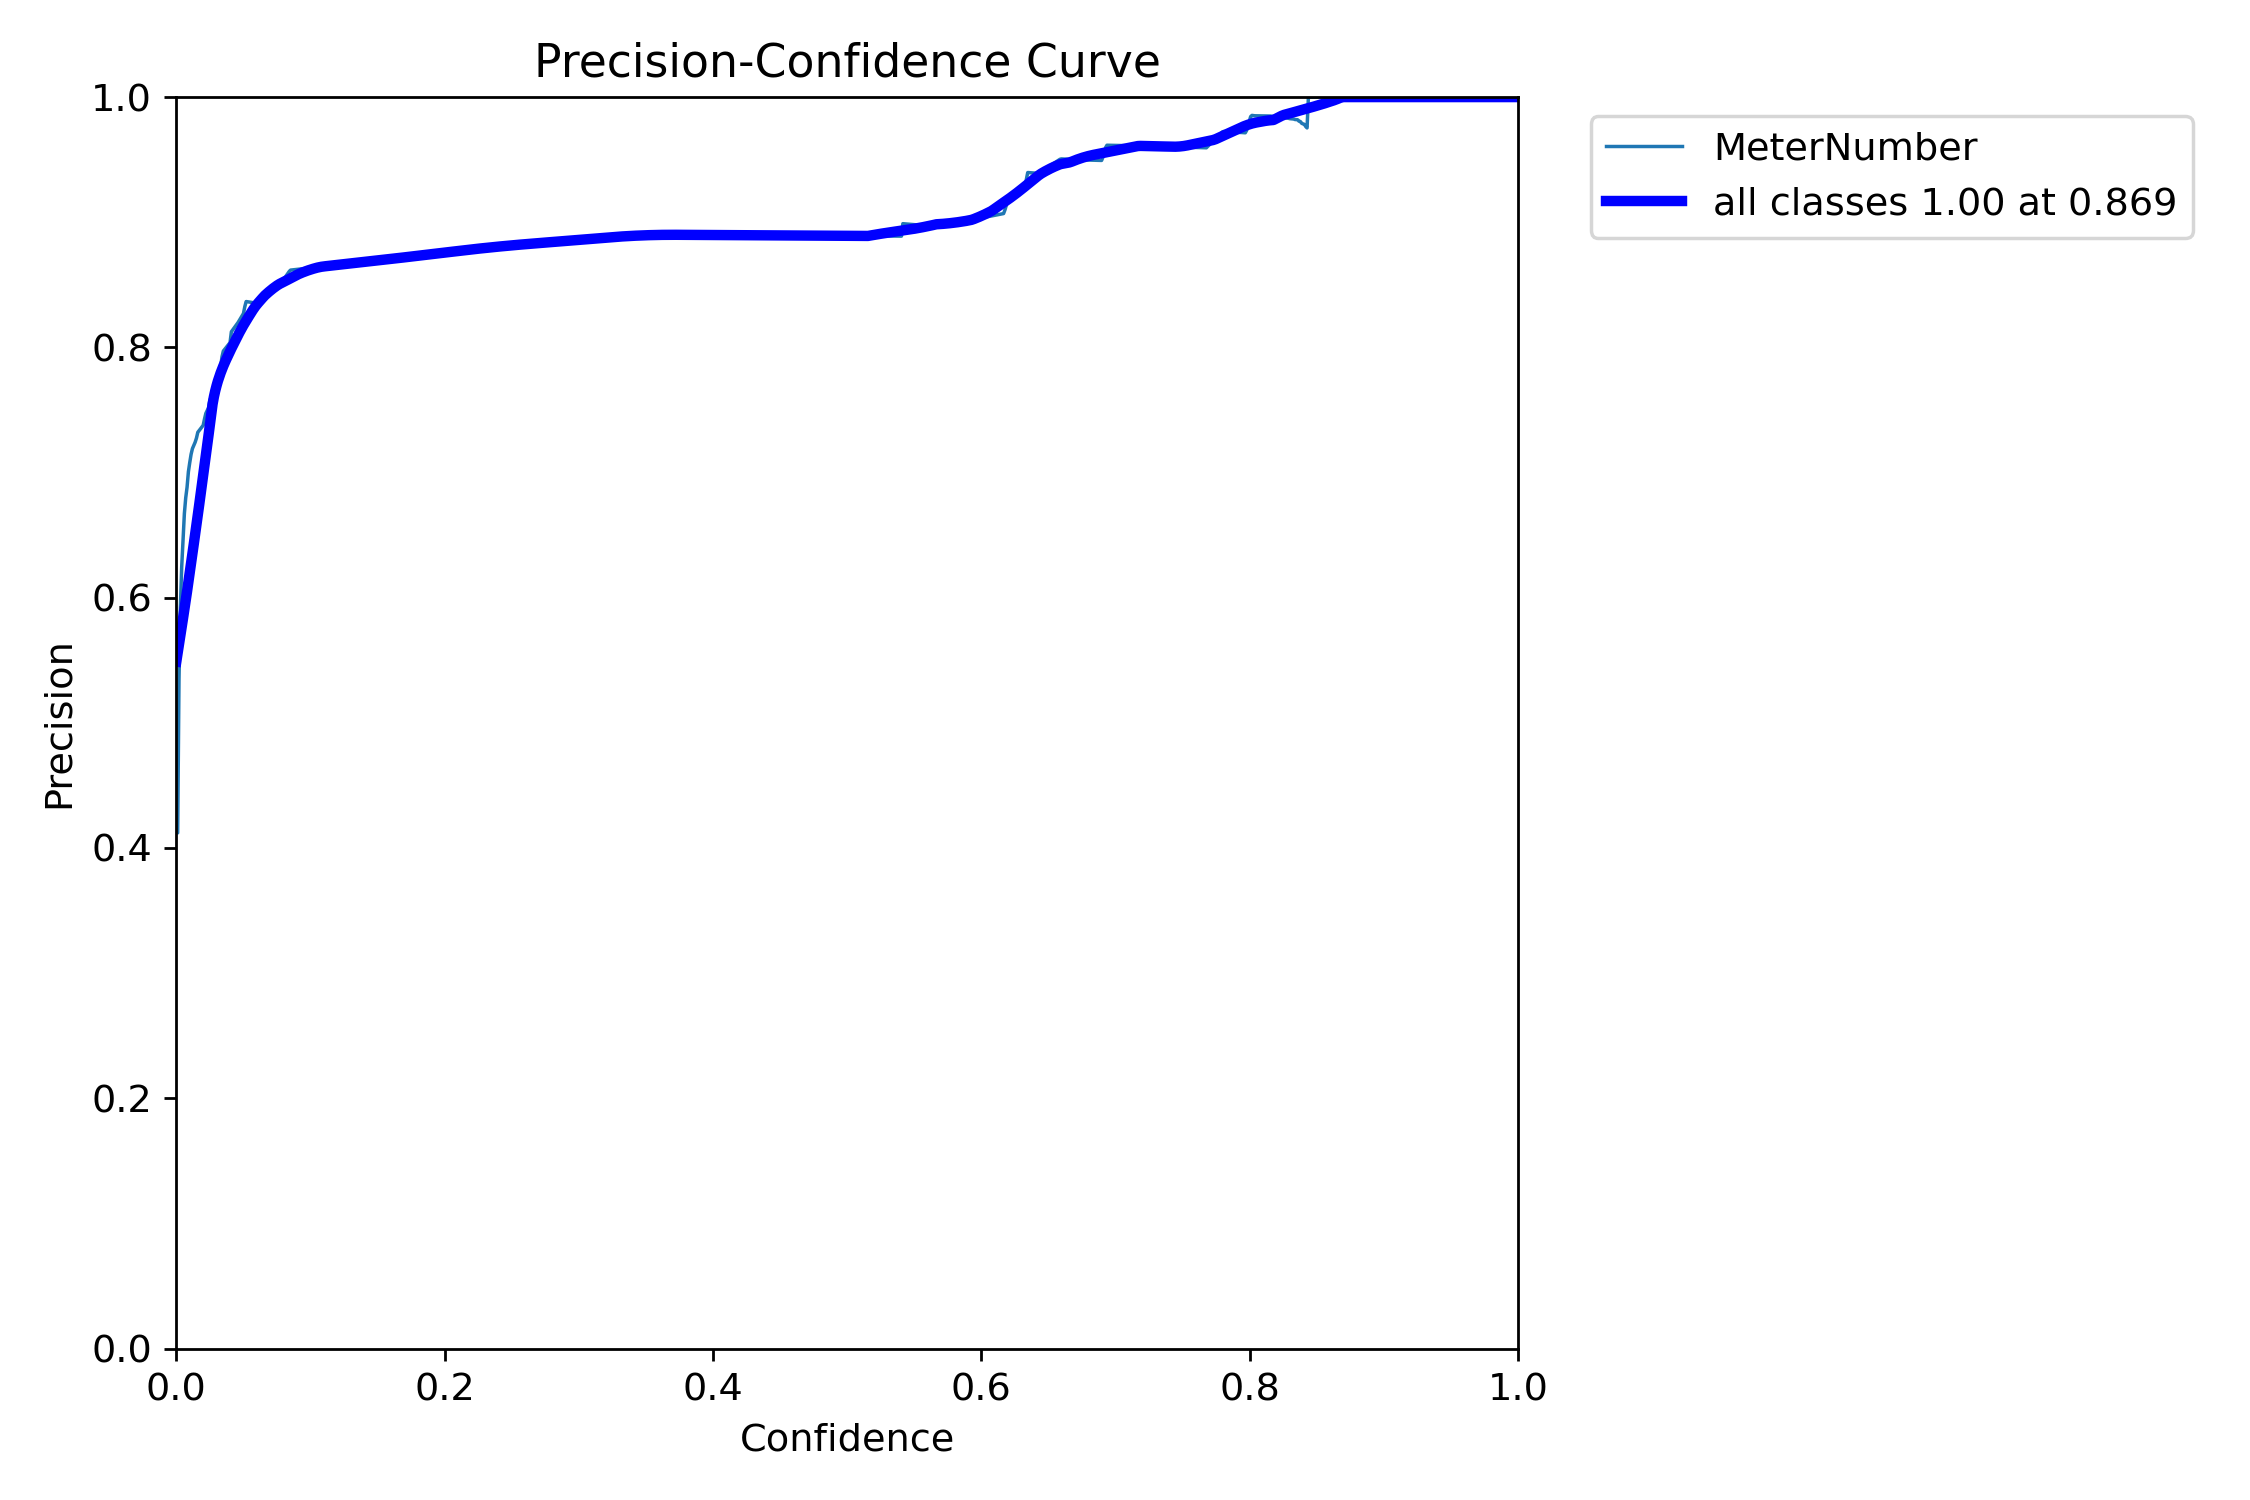 Precision-Confidence Curve
1.0
0.8
0.6
0.4
0.2
0.0
Precision
0.0 0.2 0.4 0.6 0.8 1.0
Confidence
MeterNumber
all classes 1.00 at 0.869